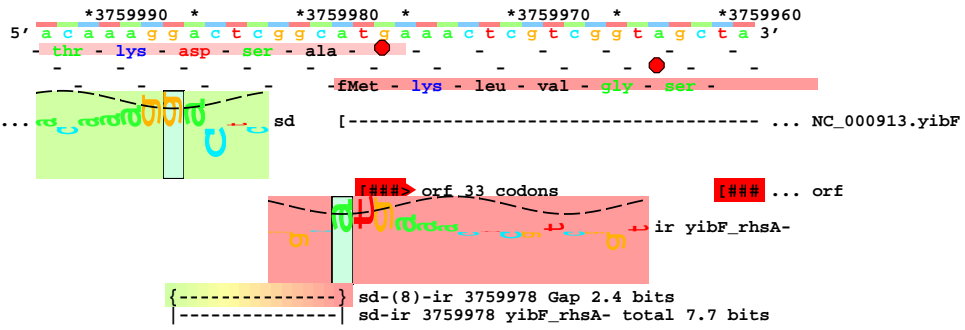 *3759990 * *3759980 * *3759970 * *3759960
5' a c a a a g g a c t c g g c a t g a a a c t c g t c g g t a g c t a 3'
- thr - lys - asp - ser - ala - - - - - - -
- - - - - - - - - - -
- - - - -fMet - lys - leu - val - gly - ser -
... sd [----------------------------------- ... NC_000913.yibF
[###> orf 33 codons [### ... orf
ir yibF_rhsA-
{---------------} sd-(8)-ir 3759978 Gap 2.4 bits
|---------------| sd-ir 3759978 yibF_rhsA- total 7.7 bits